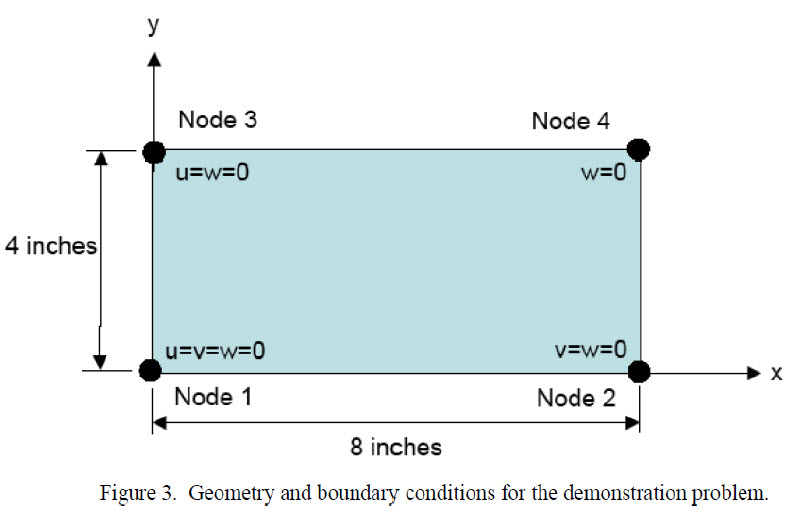 y
Node 3
Node 4
u=w=0
w=0
4 inches
u=v=w=0
v=w=0
x
Node 1
Node 2
8 inches
Figure 3. Geometry and boundary conditions for the demonstration problem.